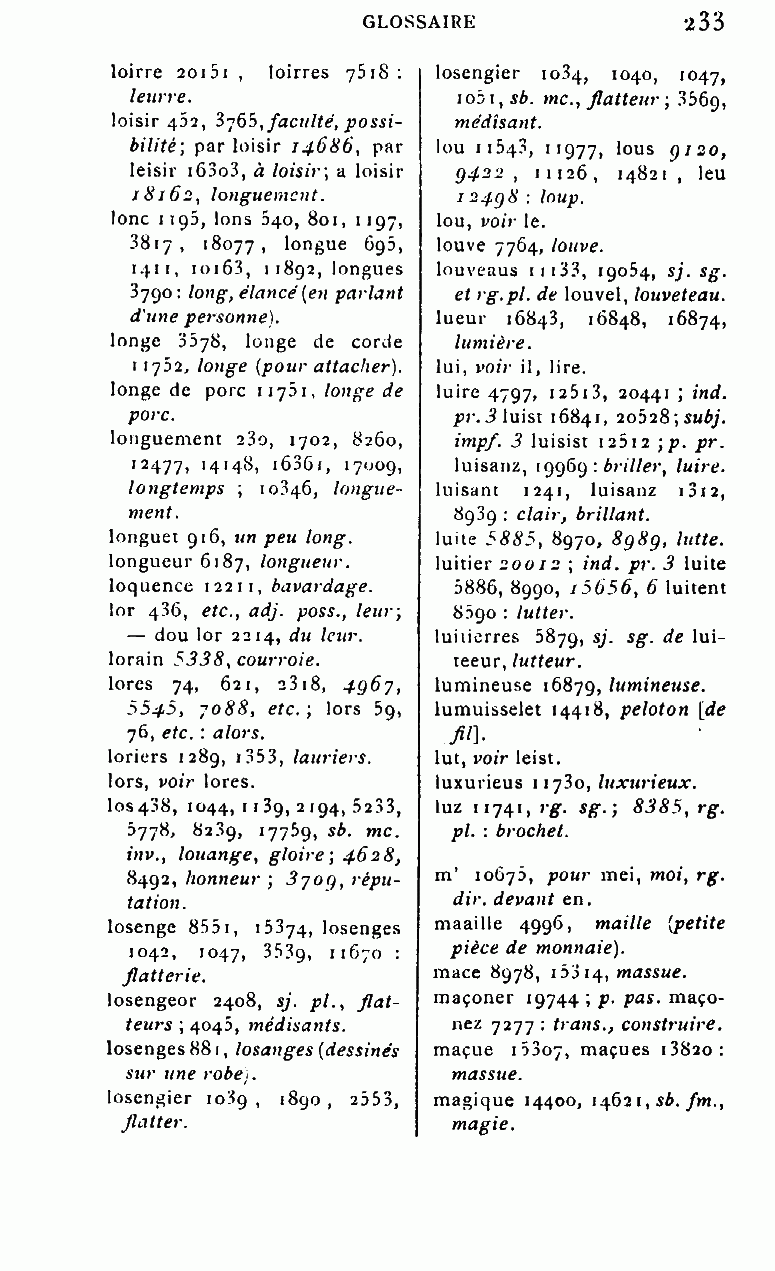 GLOSSAIRE 233
loirre 20151 , loirres 7518 :
leurre.
loisir 452, 3765, faculté, possi-
bilité; par loisir 14686, par
leisir 16303, à loisir; a loisir
18162, longuement.
lonc 1195, lons 540, 801, 1197,
3817 , 18077 , longue 695,
1411, 10163, 11892, longues
3790 : long, élancé (en parlant
d'une personne).
longe 3578, longe de corde
11752, longe (pour attacher).
longe de porc 11751, longe de
porc.
longuement 230, 1702, 8260,
12477, 14148, 16361, 17009,
longtemps ; 10346, longue-
ment.
longuet 916, un peu long.
longueur 6187, longueur.
loquence 12211, bavardage.
lor 436, etc., adj. poss., leur;
— dou lor 2214, du leur.
lorain 5338, courroie.
lores 74, 621, 2318, 4967,
5545, 7088, etc. ; lors 59,
76, etc. : alors.
loriers 1289, 1353, lauriers.
lors, voir lores.
los 438, 1044, 1139, 2194, 5233,
5778, 8239, 17759, sb. mc.
inv., louange, gloire ; 4628,
8492, honneur ; 3709, répu-
tation.
losenge 8551, 15374, losenges
1042, 1047, 3539, 11670 :
flatterie.
losengeor 2408, sj. pl., flat-
teurs ; 4045, médisants.
losenges 881, losanges (dessinés
sur une robe).
losengier 1039 , 1890 , 2553,
flatter.
losengier 1034, 1040, 1047,
1051, sb. mc., flatteur ; 3569,
médisant.
lou 11543, 11977, lous 9120,
9422 , 11126 , 14821 , leu
12498 : loup.
lou, voir le.
louve 7764, louve.
louveaus 11133, 19054, sj. sg.
et rg. pl. de louvel, louveteau.
lueur 16843, 16848, 16874,
lumière.
lui, voir il, lire.
luire 4797, 12513, 20441 ; ind.
pr. 3 luist 16841, 20528 ; subj.
impf. 3 luisist 12512 ; p. pr.
luisanz, 19969 : briller, luire.
luisant 1241, luisanz 1312,
8939 : clair, brillant.
luite 5885, 8970, 8989, lutte.
luitier 20012 ; ind. pr. 3 luite
5886, 8990, 15656, 6 luitent
8590 : lutter.
luitierres 5879, sj. sg. de lui-
teeur, lutteur.
lumineuse 16879, lumineuse.
lumuisselet 14418, peloton [de
fil].
lut, voir leist.
luxurieus 11730, luxurieux.
luz 11741, rg. sg. ; 8385, rg.
pl. : brochet.
m' 10675, pour mei, moi, rg.
dir. devant en.
maaille 4996, maille (petite
pièce de monnaie).
mace 8978, 15314, massue.
maçoner 19744 ; p. pas. maço-
nez 7277 : trans., construire.
maçue 15307, maçues 13820 :
massue.
magique 14400, 14621, sb. fm.,
magie.